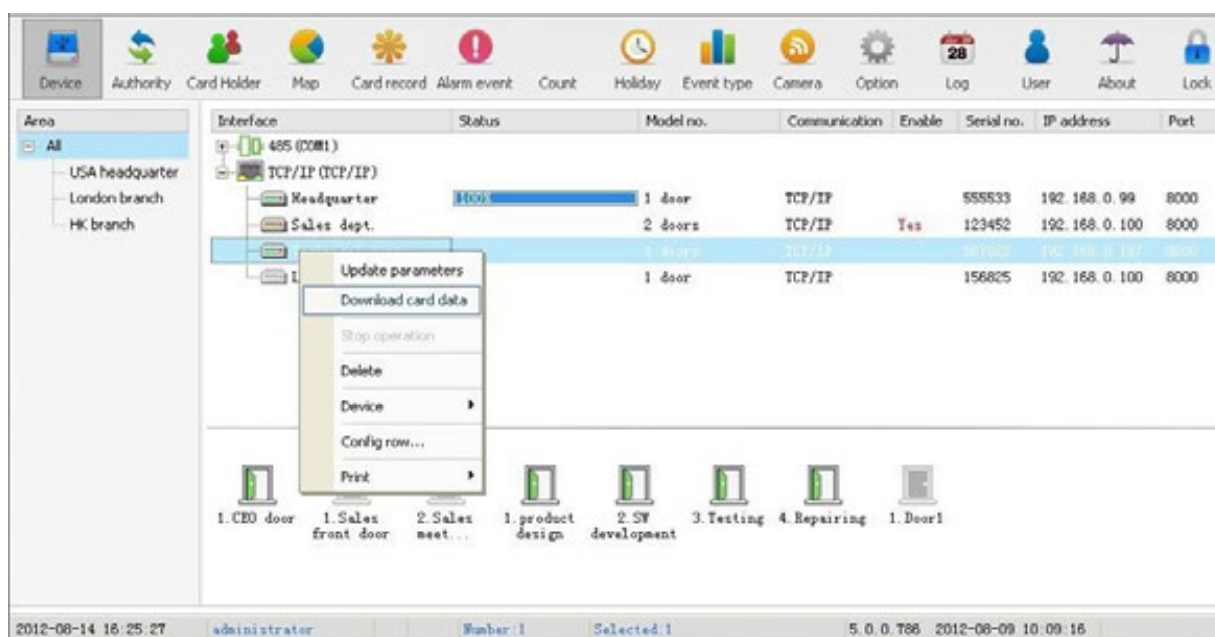 Device Authority Card Holder Map Card record Alarm event Count Holiday Event type Camera Option Log User About Lock
28
Area Interface Status Model no. Communication Enable Serial no. IP address Port
All 485 (COM1)
USA headquarter TCP/IP (TCP/IP)
London branch Headquarter 100% 1 door TCP/IP 555533 192.168.0.99 8000
HK branch Sales dept. 2 doors TCP/IP Yes 123452 192.168.0.100 8000
4 doors TCP/IP
L 1 door TCP/IP 156825 192.168.0.100 8000
Update parameters
Download card data
Stop operation
Delete
Device
Config row...
Print
1.CEO door 1.Sales front door 2.Sales meet... 1.product design 2.SW development 3.Testing 4.Repairing 1.Door1
2012-08-14 16:25:27 administrator Number:1 Selected:1 5.0.0.786 2012-08-09 10:09:16